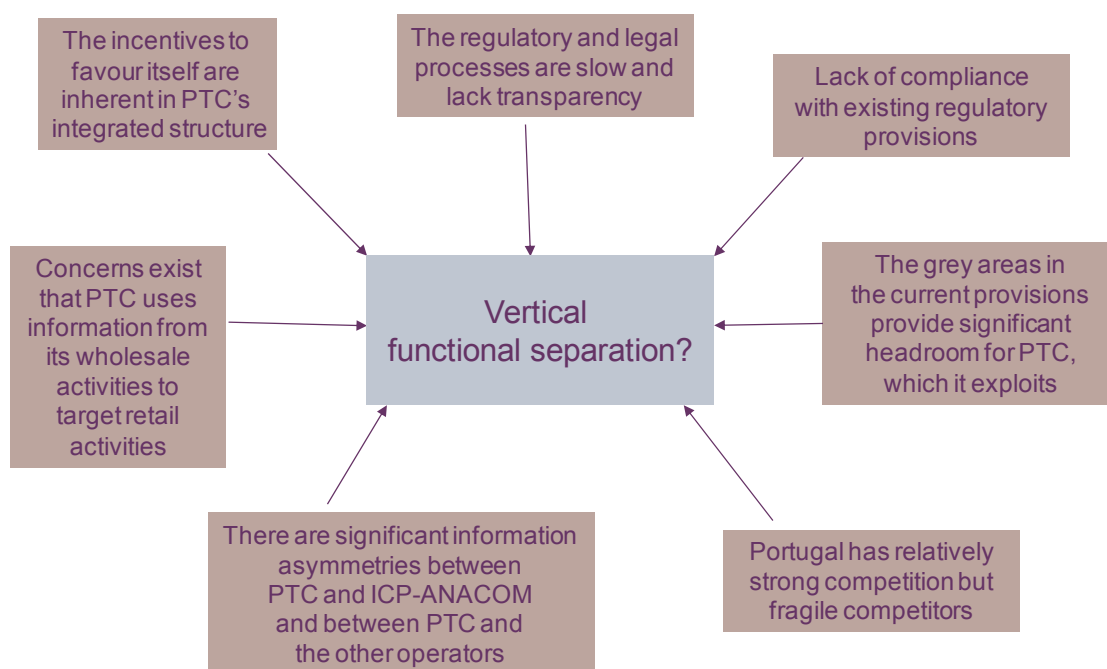 The incentives to
favour itself are
inherent in PTC's
integrated structure
The regulatory and legal
processes are slow and
lack transparency
Lack of compliance
with existing regulatory
provisions
Concerns exist
that PTC uses
information from
its wholesale
activities to
target retail
activities
Vertical
functional separation?
The grey areas in
the current provisions
provide significant
headroom for PTC,
which it exploits
There are significant information
asymmetries between
PTC and ICP-ANACOM
and between PTC and
the other operators
Portugal has relatively
strong competition but
fragile competitors